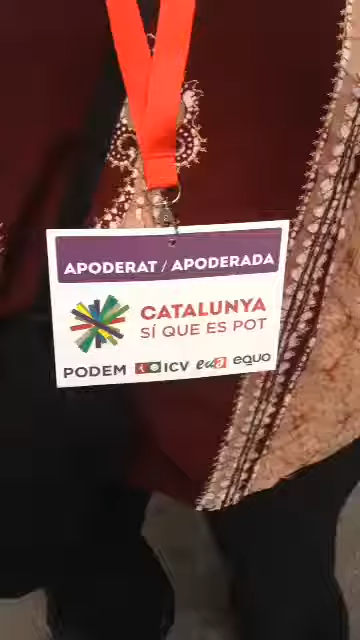 APODERAT / APODERADA
CATALUNYA
SÍ QUE ES POT
PODEM ICV euia equo